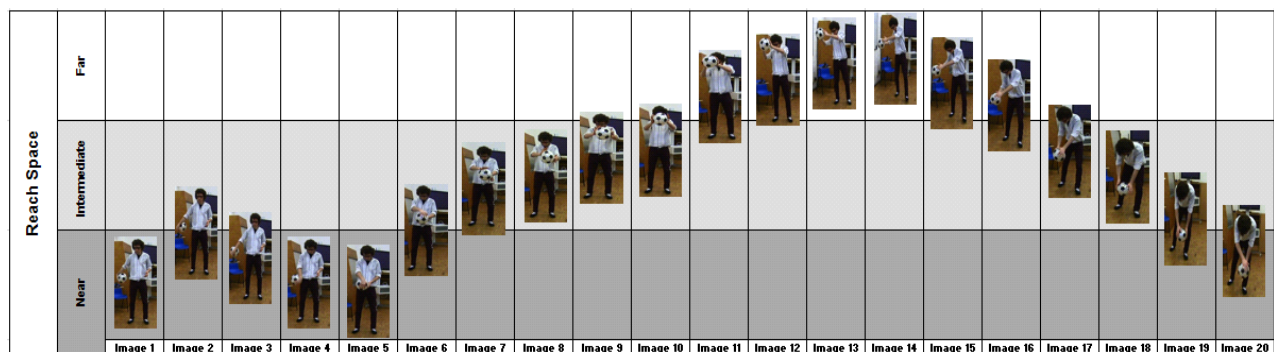 Reach Space
Far
Intermediate
Near
Image 1
Image 2
Image 3
Image 4
Image 5
Image 6
Image 7
Image 8
Image 9
Image 10
Image 11
Image 12
Image 13
Image 14
Image 15
Image 16
Image 17
Image 18
Image 19
Image 20